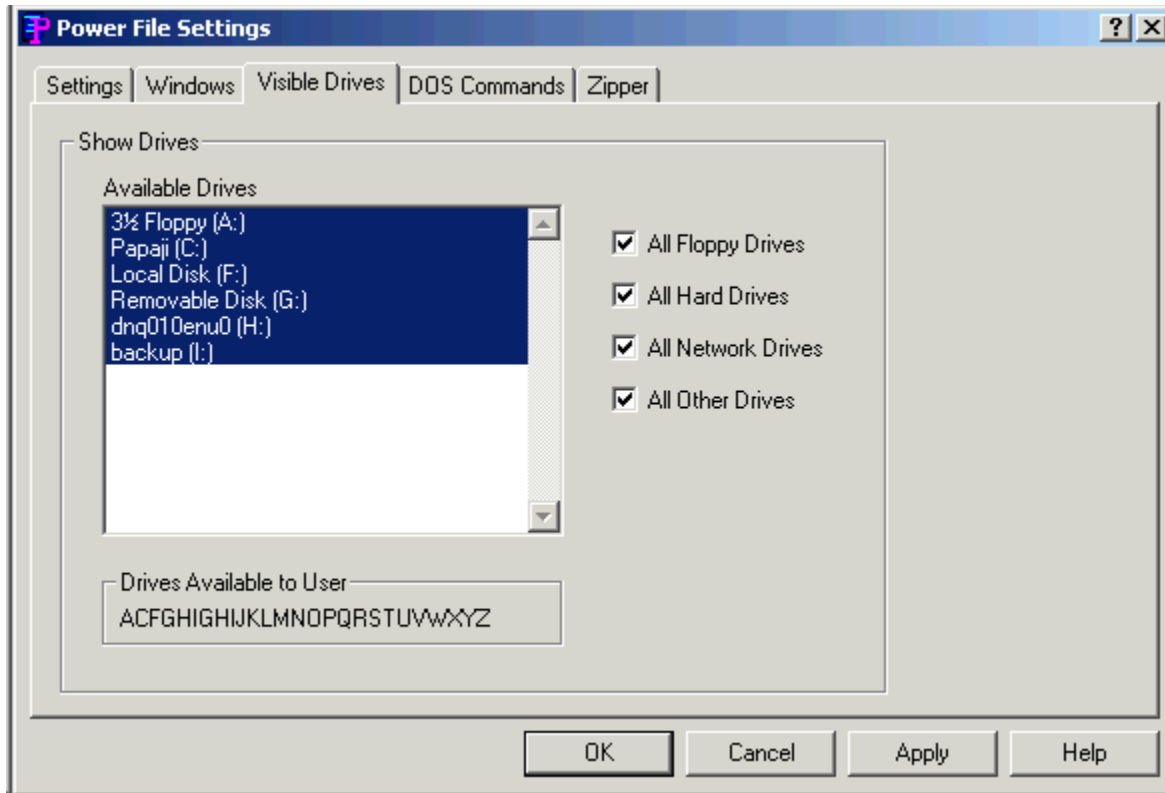 Power File Settings
Settings Windows Visible Drives DOS Commands Zipper
Show Drives
Available Drives
3½ Floppy (A:)
Papaji (C:)
Local Disk (F:)
Removable Disk (G:)
dnq010enu0 (H:)
backup (I:)
All Floppy Drives
All Hard Drives
All Network Drives
All Other Drives
Drives Available to User
ACFGHIGHIJKLMNOPQRSTUVWXYZ
OK Cancel Apply Help